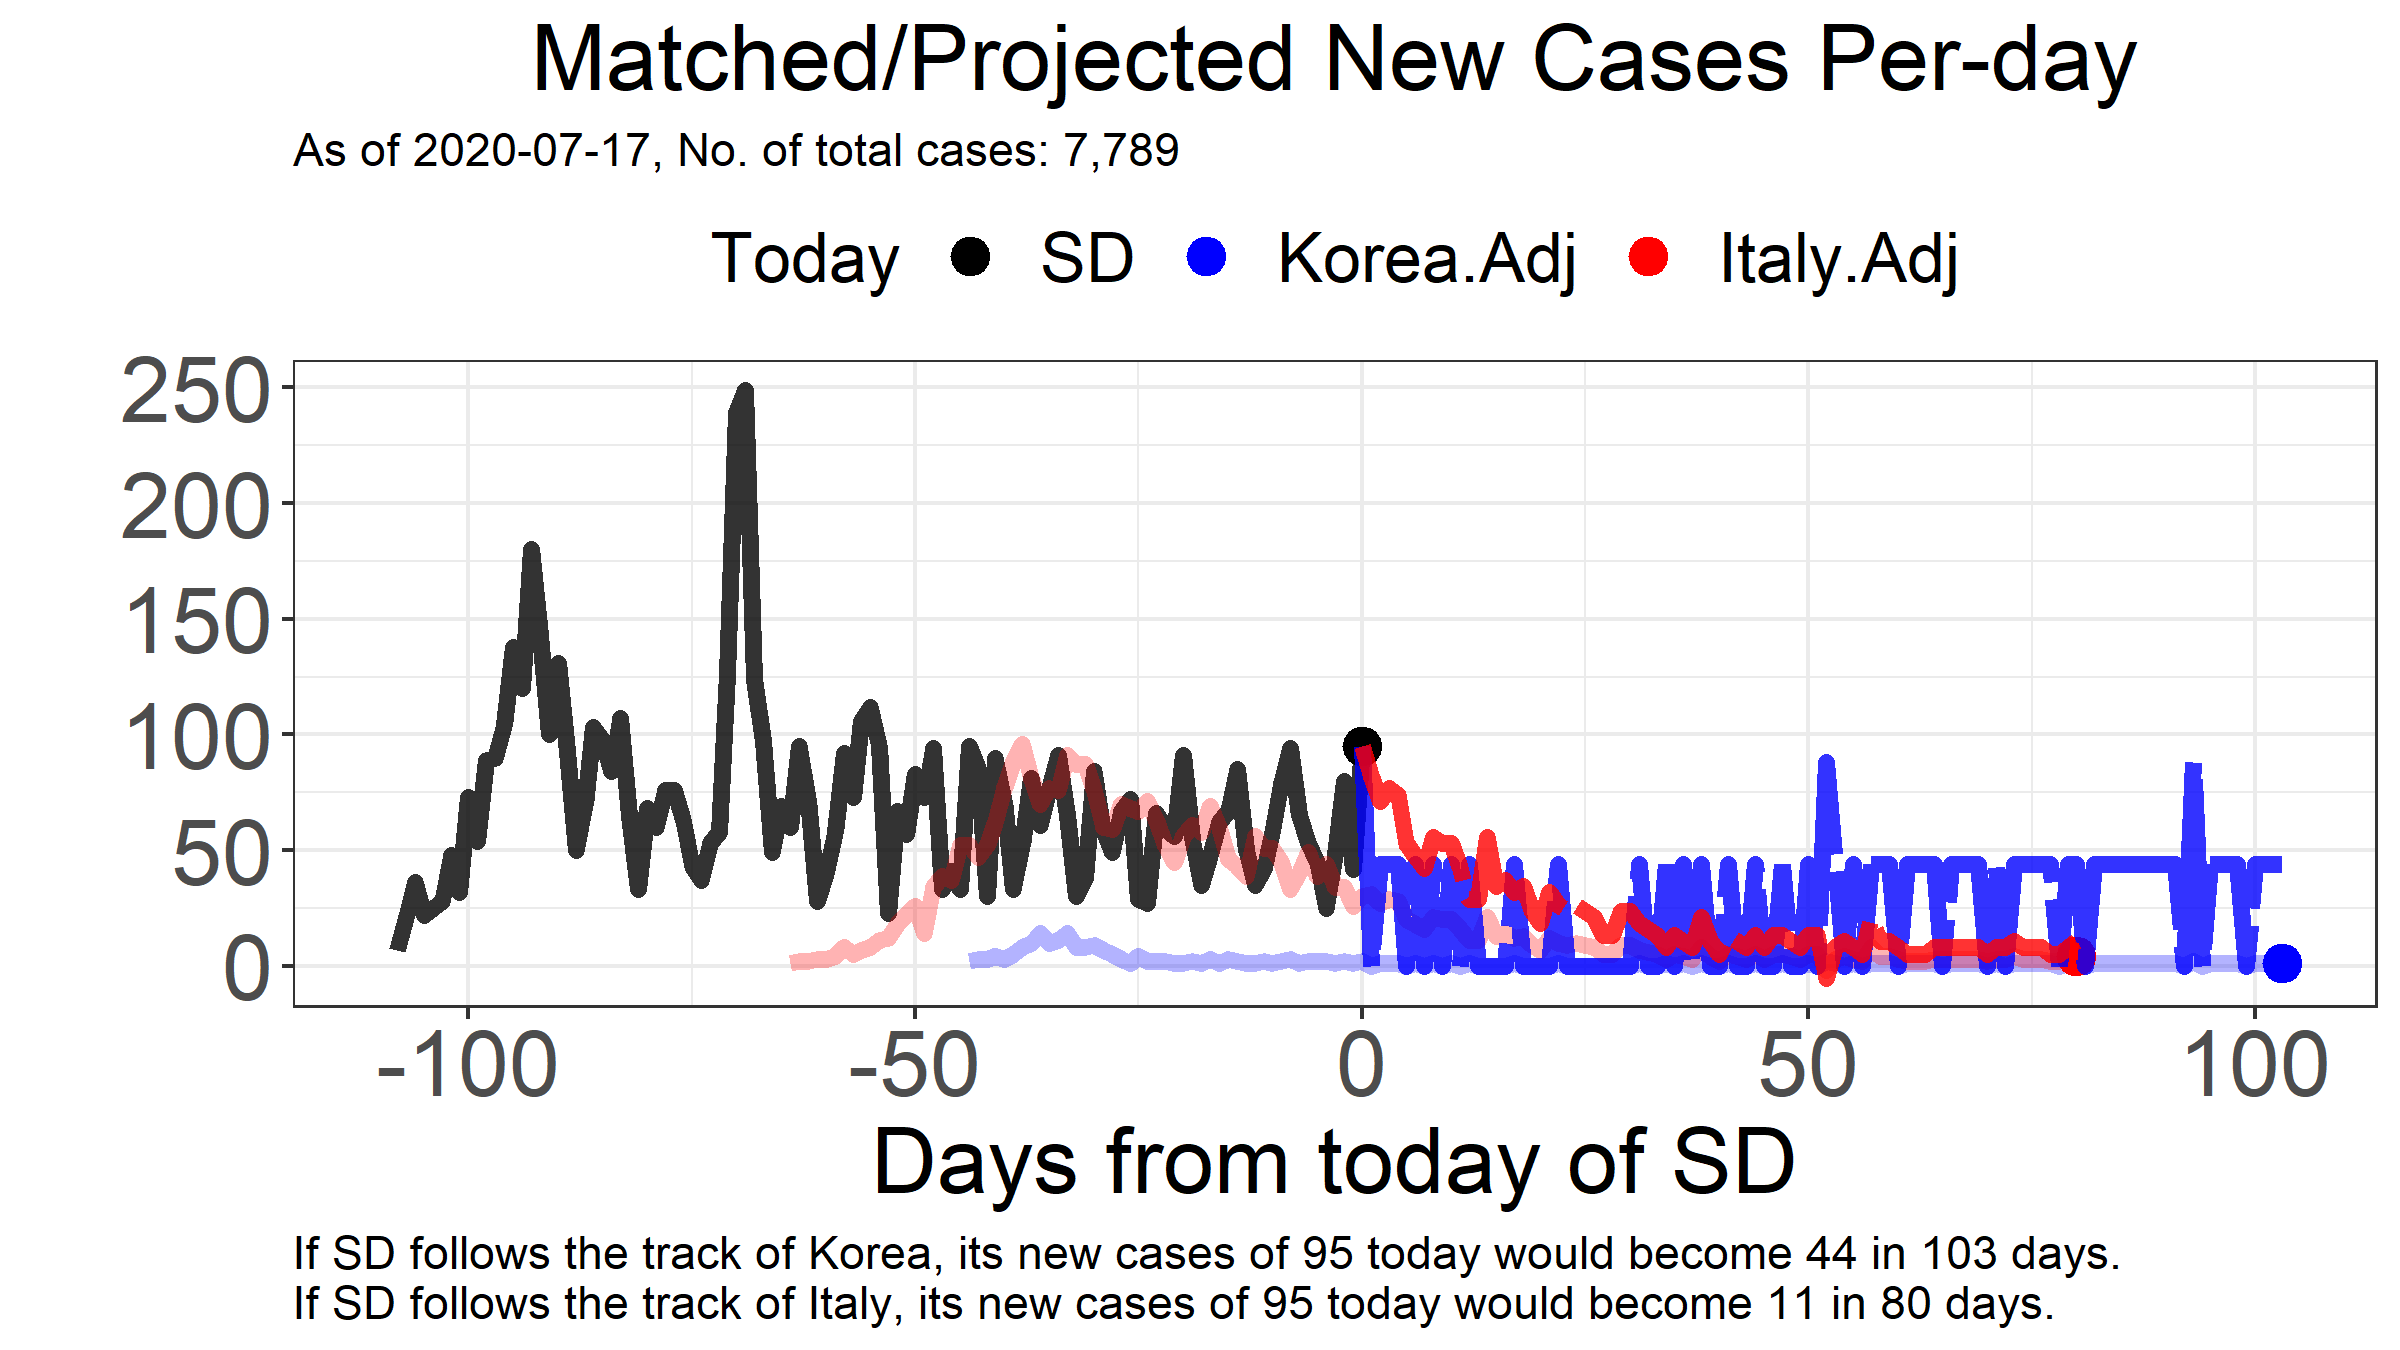 Matched/Projected New Cases Per-day
As of 2020-07-17, No. of total cases: 7,789
Today SD Korea.Adj Italy.Adj
250
200
150
100
50
0
-100 -50 0 50 100
Days from today of SD
If SD follows the track of Korea, its new cases of 95 today would become 44 in 103 days.
If SD follows the track of Italy, its new cases of 95 today would become 11 in 80 days.